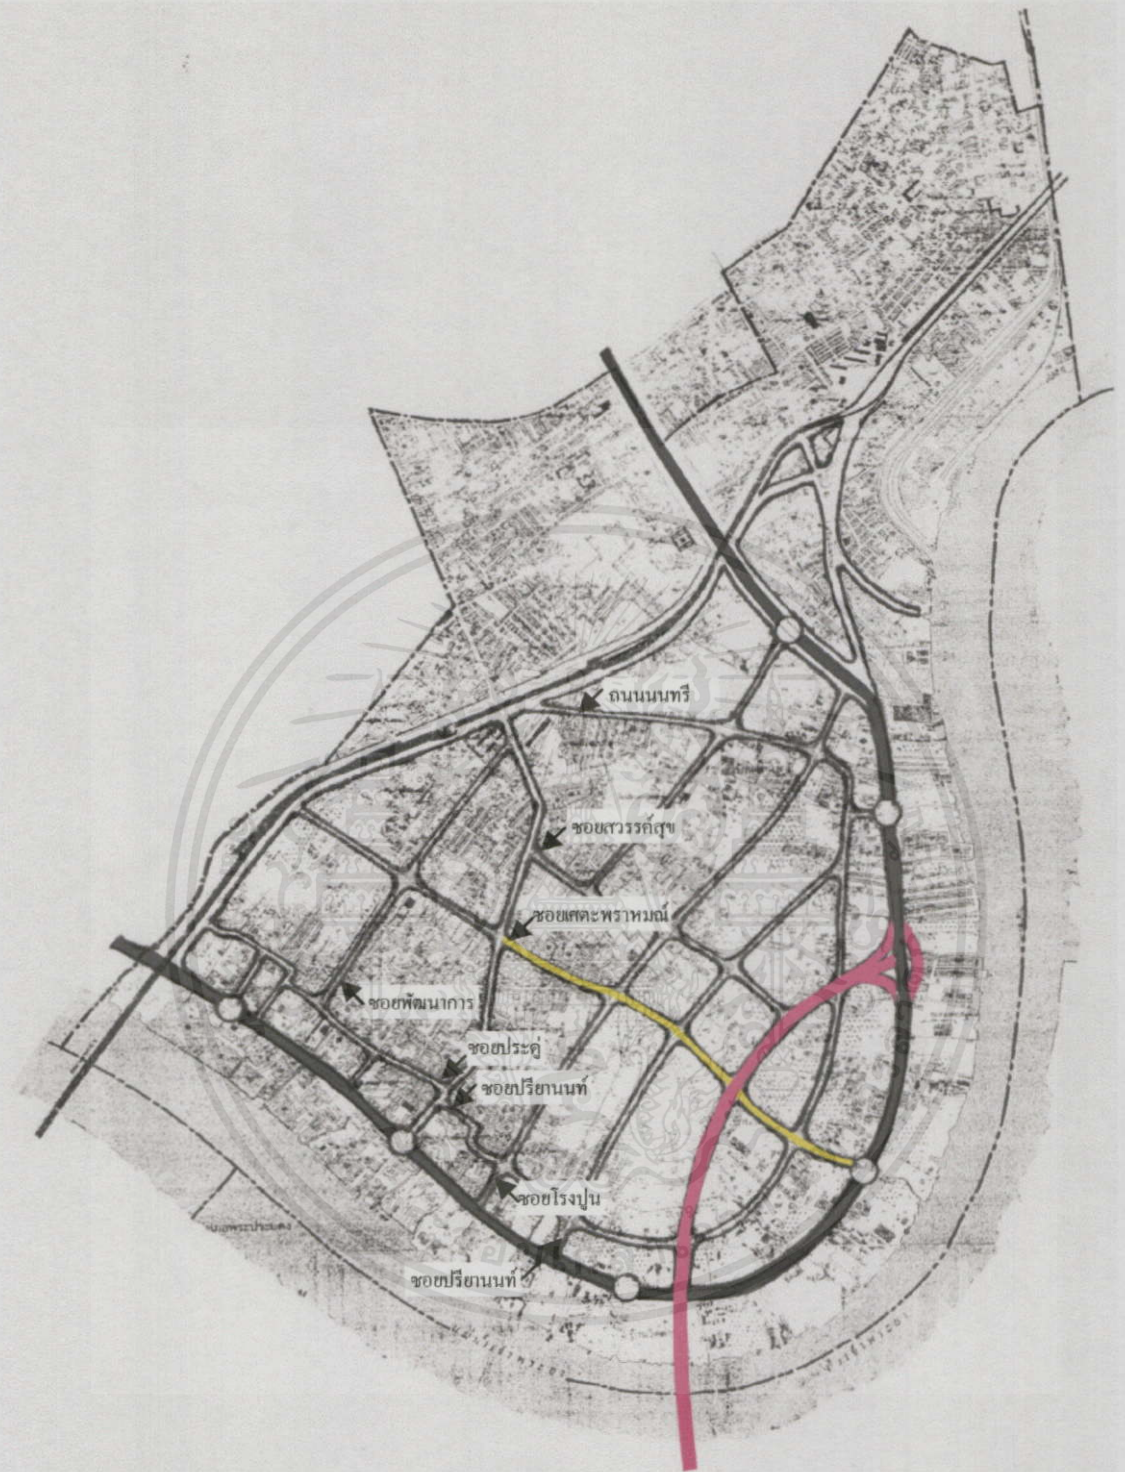 ถนนนนทรี
ซอยสวรรค์สุข
ซอยเศตะพราหมณ์
ซอยพัฒนาการ
ซอยประดู่
ซอยปรียานนท์
ซอยโรงปูน
ซอยปรียานนท์